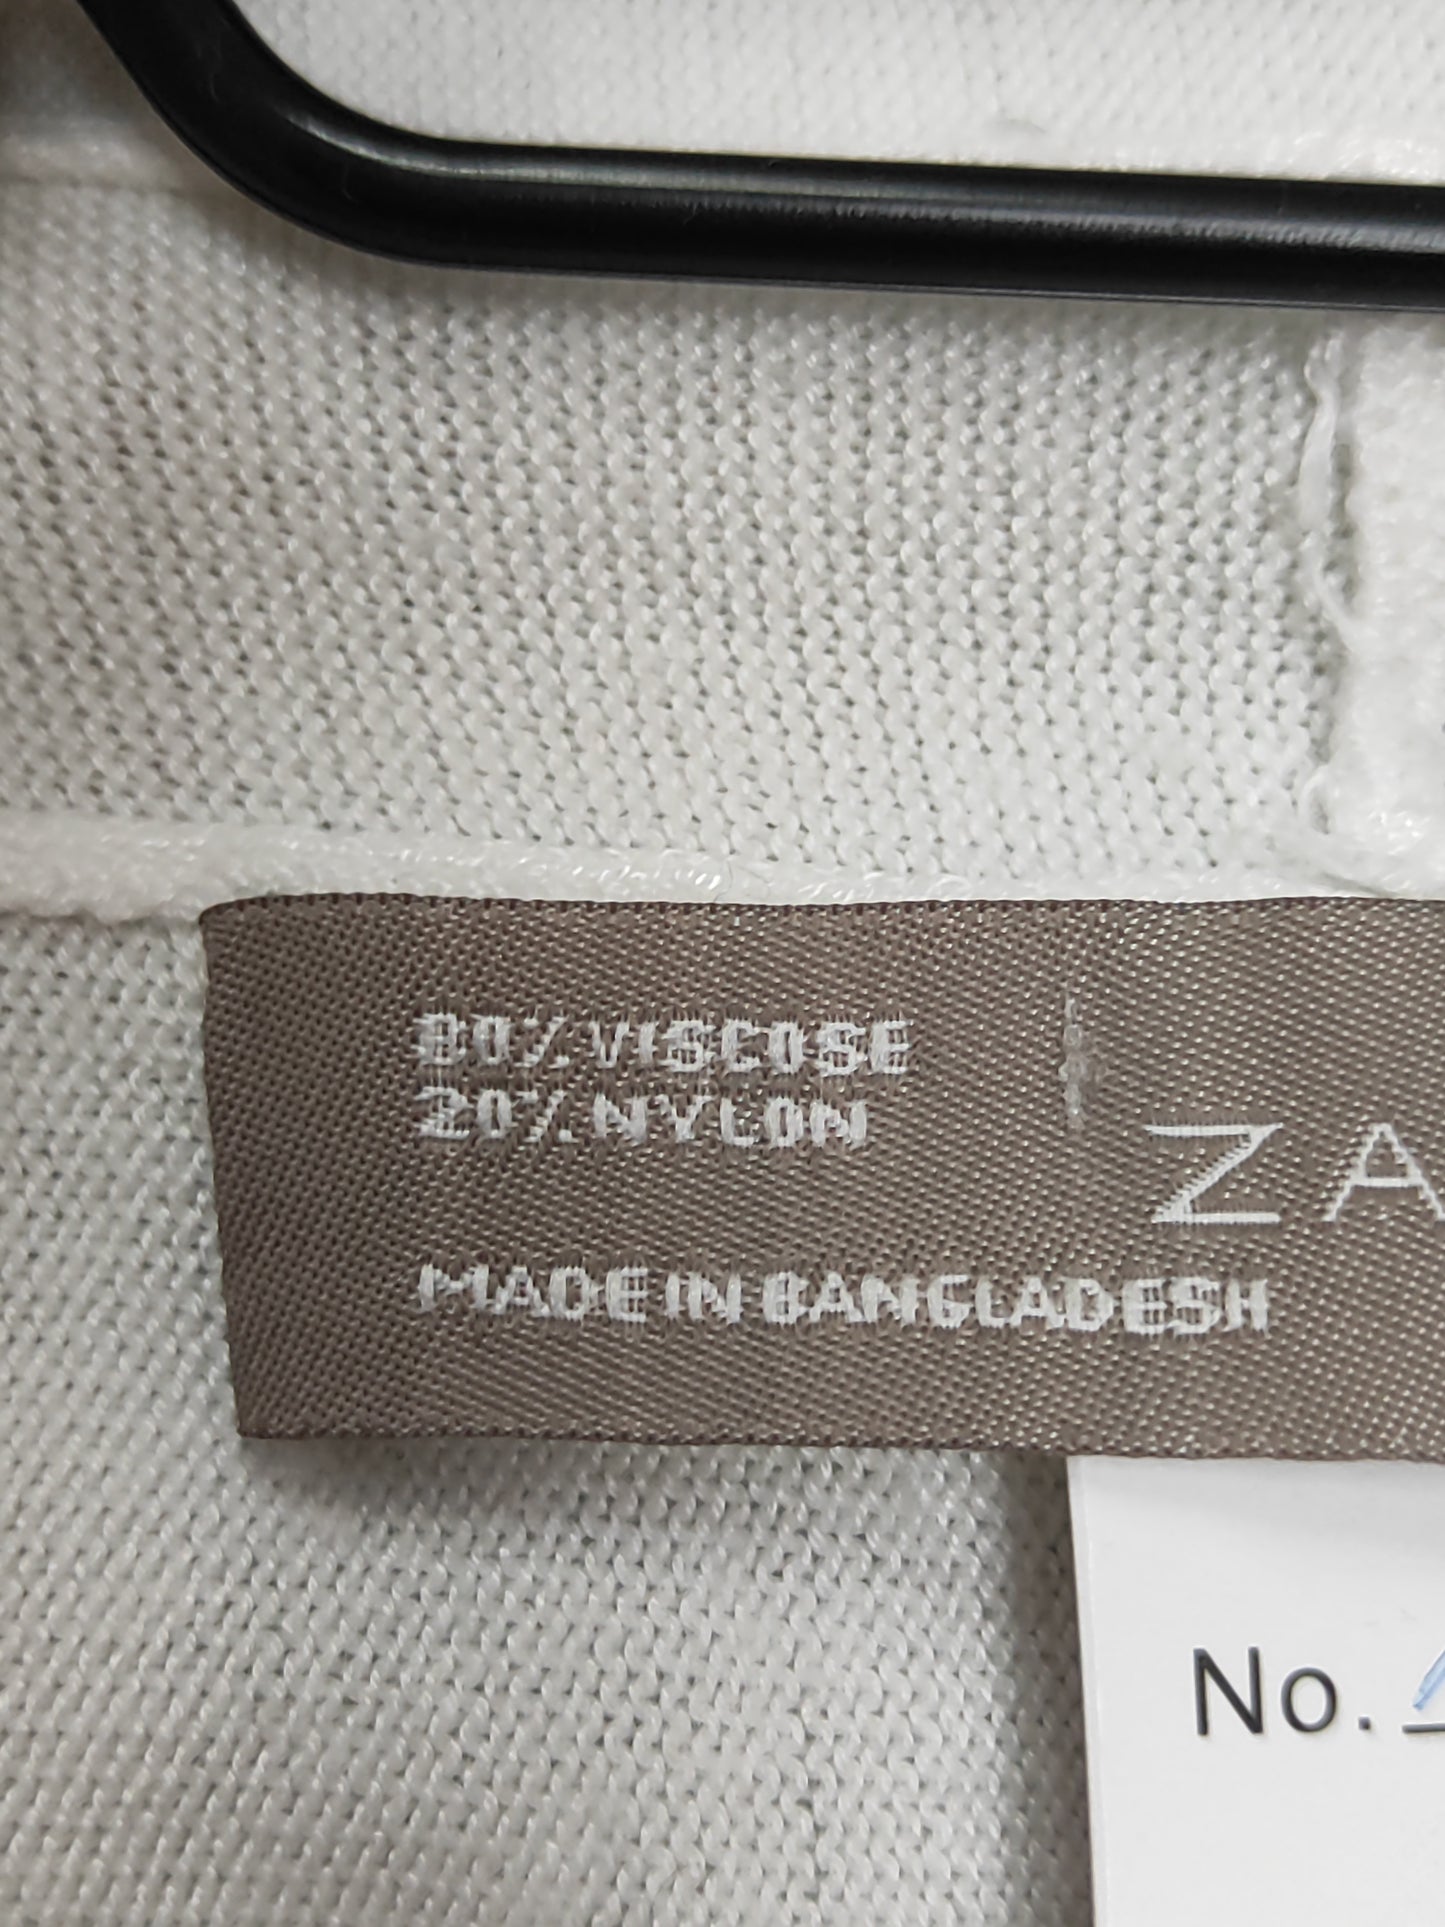 80% VISCOSE
20% NYLON
ZA
MADE IN BANGLADESH
No.